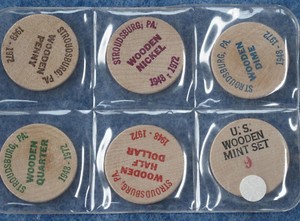 STROUDSBURG, PA.
WOODEN
PENNY
1948 - 1972
STROUDSBURG, PA.
WOODEN
NICKEL
1948 - 1972
STROUDSBURG, PA.
WOODEN
DIME
1948 - 1972
STROUDSBURG, PA.
WOODEN
QUARTER
1948 - 1972
1948 - 1972
WOODEN
HALF
DOLLAR
STROUDSBURG, PA.
U.S.
WOODEN
MINT SET